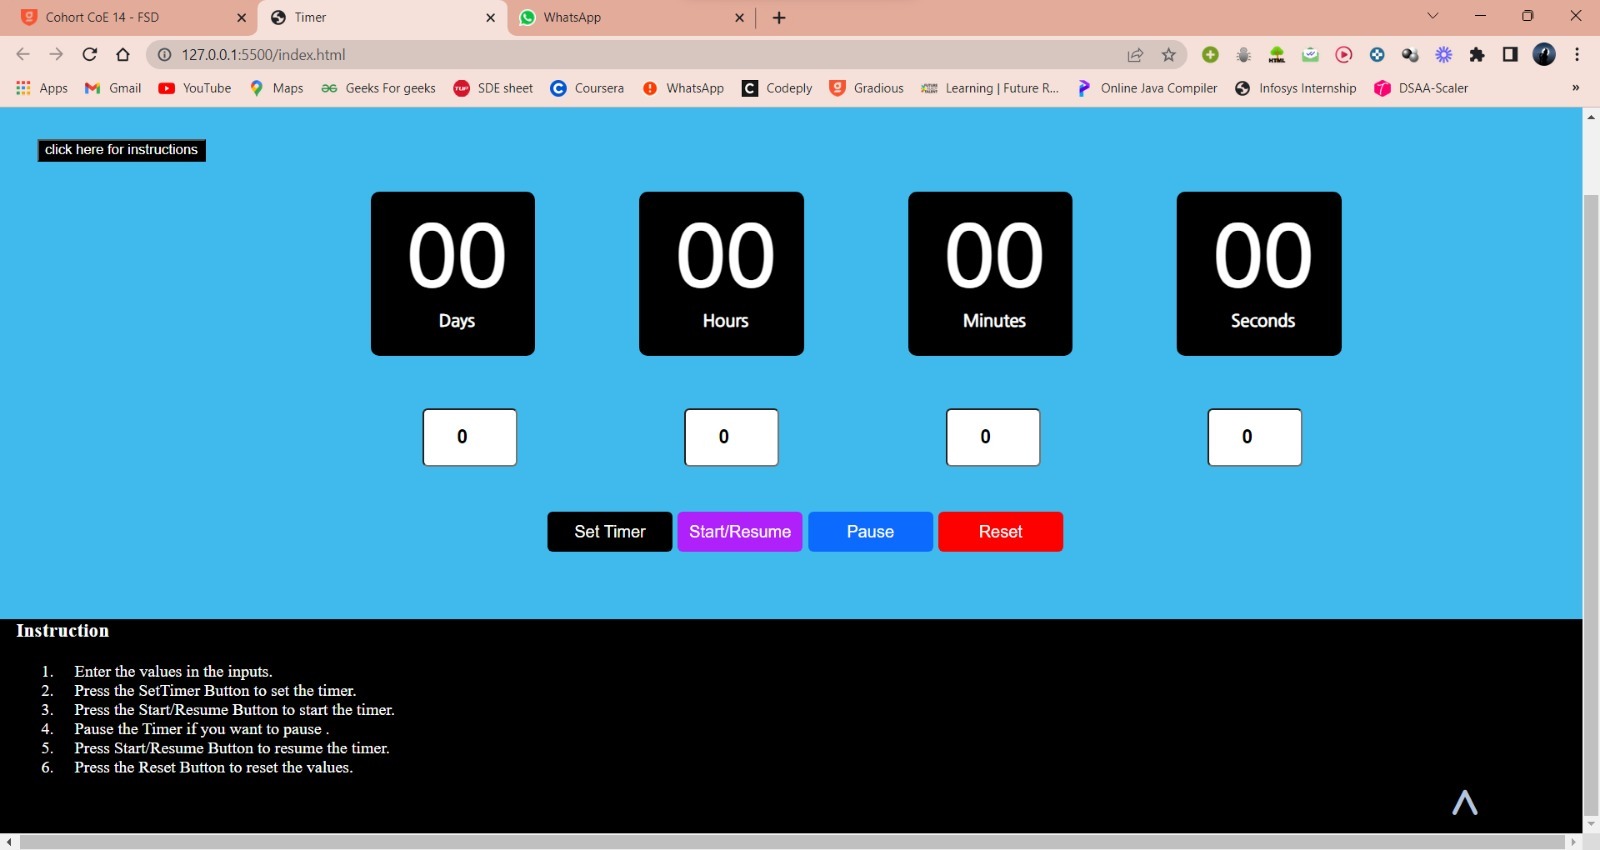 Cohort CoE 14 - FSD
Timer
WhatsApp
127.0.0.1:5500/index.html
Apps Gmail YouTube Maps Geeks For geeks SDE sheet Coursera WhatsApp Codeply Gradious Learning | Future R... Online Java Compiler Infosys Internship DSAA-Scaler »
click here for instructions
00 00 00 00
Days Hours Minutes Seconds
0 0 0 0
Set Timer Start/Resume Pause Reset
Instruction
1. Enter the values in the inputs.
2. Press the SetTimer Button to set the timer.
3. Press the Start/Resume Button to start the timer.
4. Pause the Timer if you want to pause .
5. Press Start/Resume Button to resume the timer.
6. Press the Reset Button to reset the values.